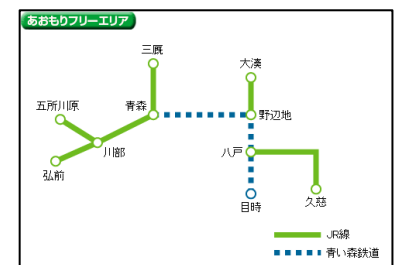 あおもりフリーエリア
三厩
大湊
五所川原
青森
野辺地
川部
八戸
弘前
目時
久慈
JR線
青い森鉄道